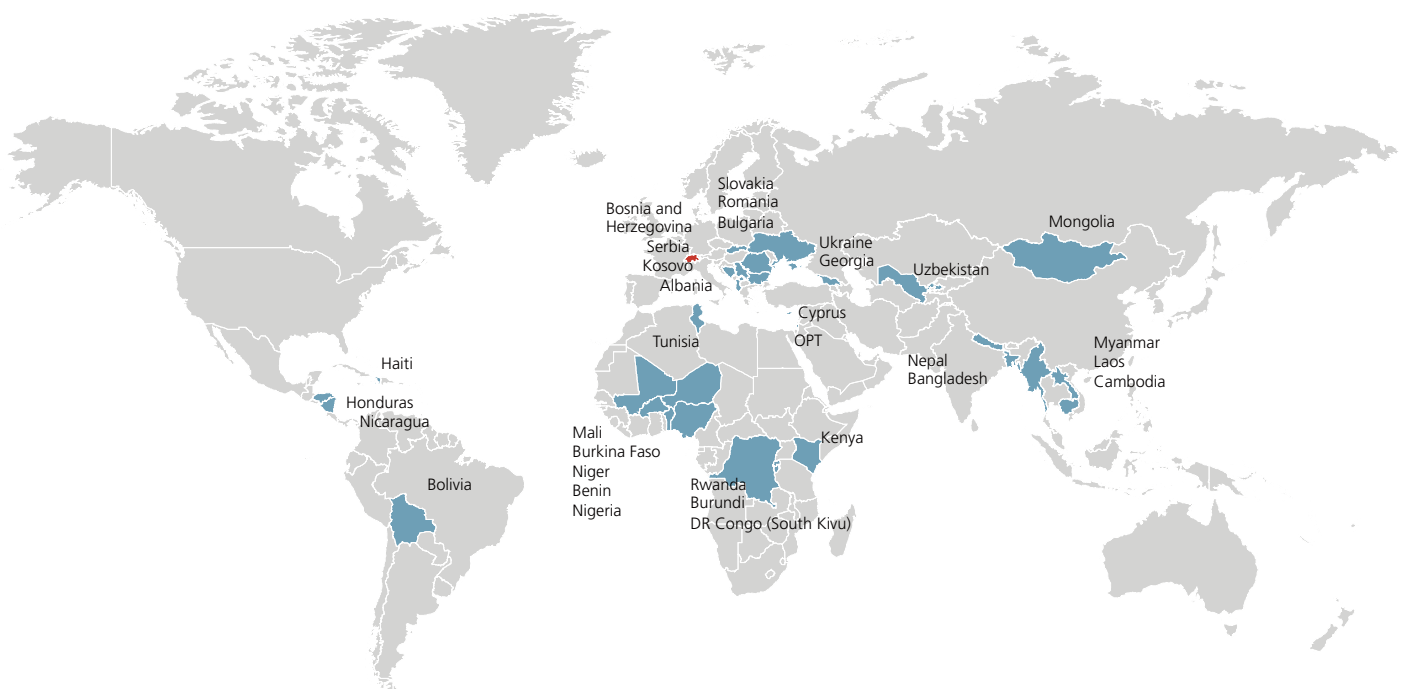 Slovakia
Romania
Bulgaria
Bosnia and
Herzegovina
Serbia
Kosovo
Albania
Ukraine
Georgia
Uzbekistan
Mongolia
Cyprus
OPT
Tunisia
Nepal
Bangladesh
Myanmar
Laos
Cambodia
Haiti
Honduras
Nicaragua
Bolivia
Mali
Burkina Faso
Niger
Benin
Nigeria
Kenya
Rwanda
Burundi
DR Congo (South Kivu)